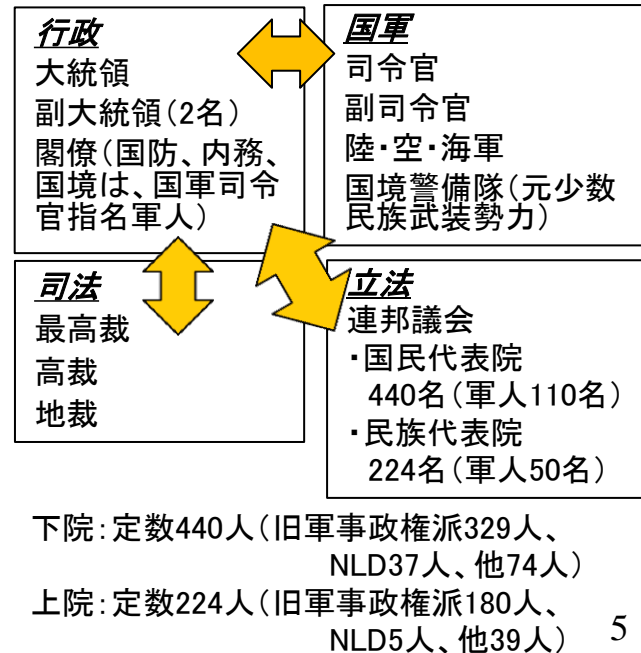 行政
大統領
副大統領(2名)
閣僚(国防、内務、
国境は、国軍司令
官指名軍人)
国軍
司令官
副司令官
陸・空・海軍
国境警備隊(元少数
民族武装勢力)
司法
最高裁
高裁
地裁
立法
連邦議会
・国民代表院
440名(軍人110名)
・民族代表院
224名(軍人50名)
下院:定数440人(旧軍事政権派329人、
NLD37人、他74人)
上院:定数224人(旧軍事政権派180人、
NLD5人、他39人)
5